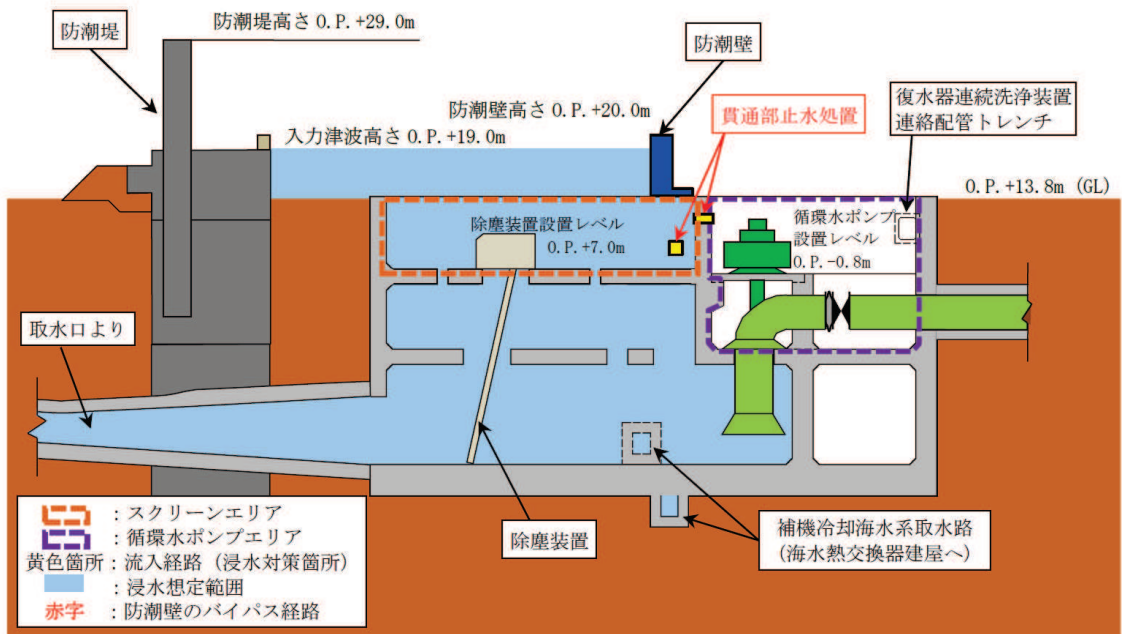 防潮堤高さ O.P.+29.0m
防潮堤
防潮壁
防潮壁高さ O.P.+20.0m
入力津波高さ O.P.+19.0m
貫通部止水処置
復水器連続洗浄装置
連絡配管トレンチ
O.P.+13.8m (GL)
除塵装置設置レベル
O.P.+7.0m
循環水ポンプ
設置レベル
O.P.-0.8m
取水口より
除塵装置
補機冷却海水系取水路
(海水熱交換器建屋へ)
:スクリーンエリア
:循環水ポンプエリア
黄色箇所:流入経路(浸水対策箇所)
:浸水想定範囲
赤字:防潮壁のバイパス経路